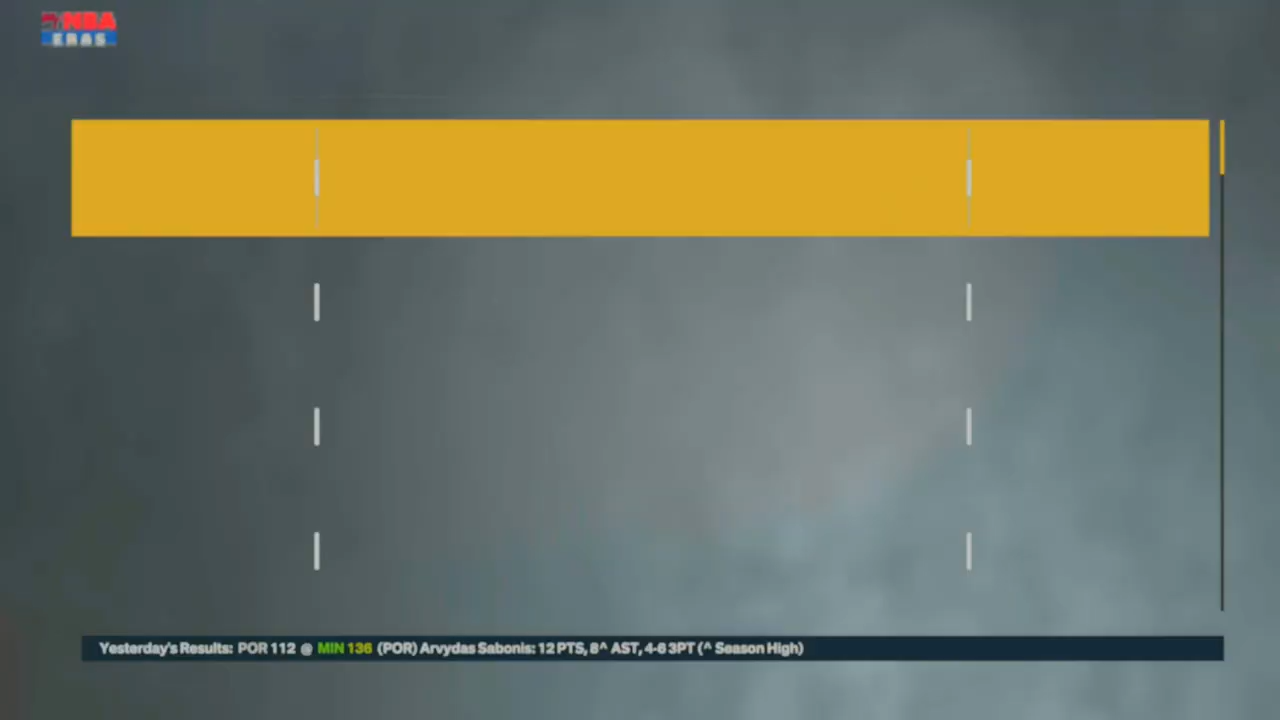 NBA
ERAS
Yesterday's Results: POR 112 @ MIN 136 (POR) Arvydas Sabonis: 12 PTS, 8^ AST, 4-6 3PT (^ Season High)